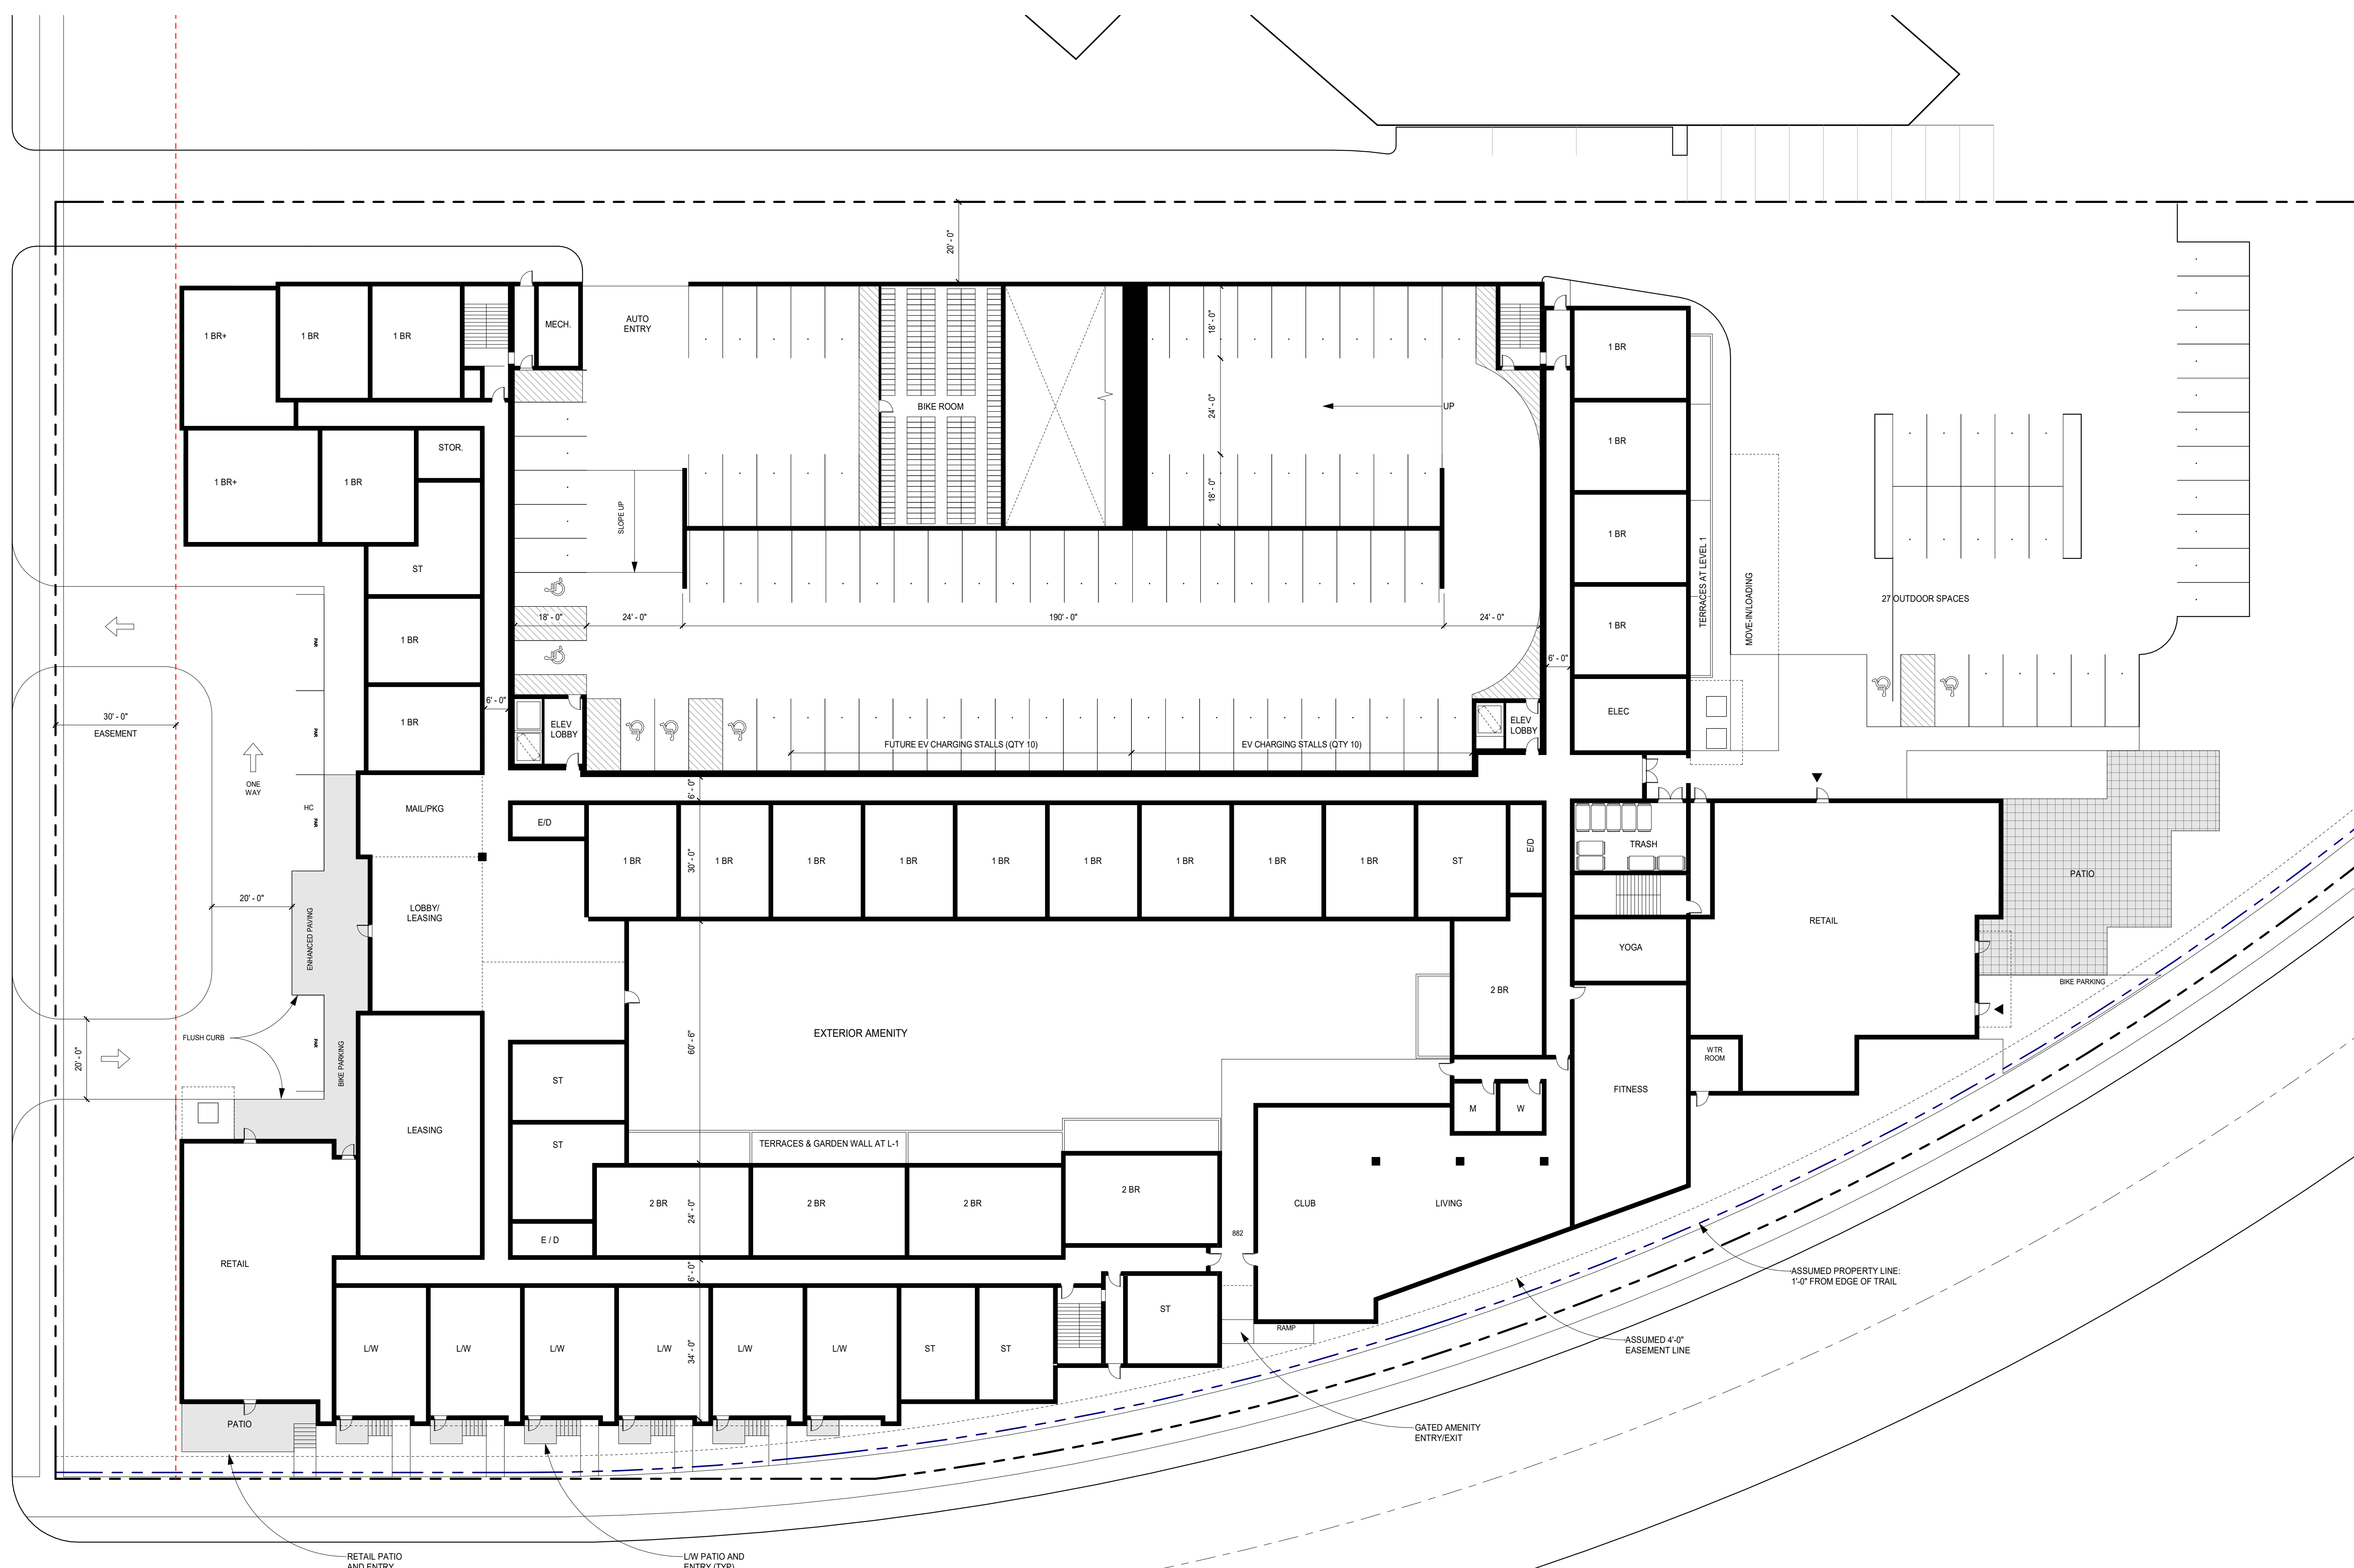 20' - 0"
MECH.
AUTO
ENTRY
1 BR+
1 BR
1 BR
18' - 0"
1 BR
BIKE ROOM
24' - 0"
UP
STOR.
1 BR
1 BR+
1 BR
18' - 0"
SLOPE UP
1 BR
ST
TERRACES AT LEVEL 1
MOVE-IN/LOADING
27 OUTDOOR SPACES
18' - 0"
24' - 0"
190' - 0"
24' - 0"
1 BR
1 BR
6' - 0"
6' - 0"
1 BR
30' - 0"
EASEMENT
ELEV
LOBBY
FUTURE EV CHARGING STALLS (QTY 10)
EV CHARGING STALLS (QTY 10)
ELEV
LOBBY
ELEC
ONE
WAY
6' - 0"
HC
MAIL/PKG
E/D
1 BR
1 BR
1 BR
1 BR
1 BR
1 BR
1 BR
1 BR
1 BR
ST
E/D
30' - 0"
TRASH
PATIO
20' - 0"
LOBBY/
LEASING
ENHANCED PAVING
RETAIL
YOGA
2 BR
BIKE PARKING
EXTERIOR AMENITY
FLUSH CURB
60' - 6"
20' - 0"
BIKE PARKING
WTR
ROOM
ST
FITNESS
M
W
LEASING
ST
TERRACES & GARDEN WALL AT L-1
2 BR
2 BR
2 BR
2 BR
24' - 0"
CLUB
LIVING
882
E / D
RETAIL
6' - 0"
ASSUMED PROPERTY LINE:
1'-0" FROM EDGE OF TRAIL
ST
RAMP
L/W
L/W
L/W
L/W
L/W
L/W
ST
ST
34' - 0"
ASSUMED 4'-0"
EASEMENT LINE
PATIO
GATED AMENITY
ENTRY/EXIT
RETAIL PATIO
AND ENTRY
L/W PATIO AND
ENTRY (TYP)